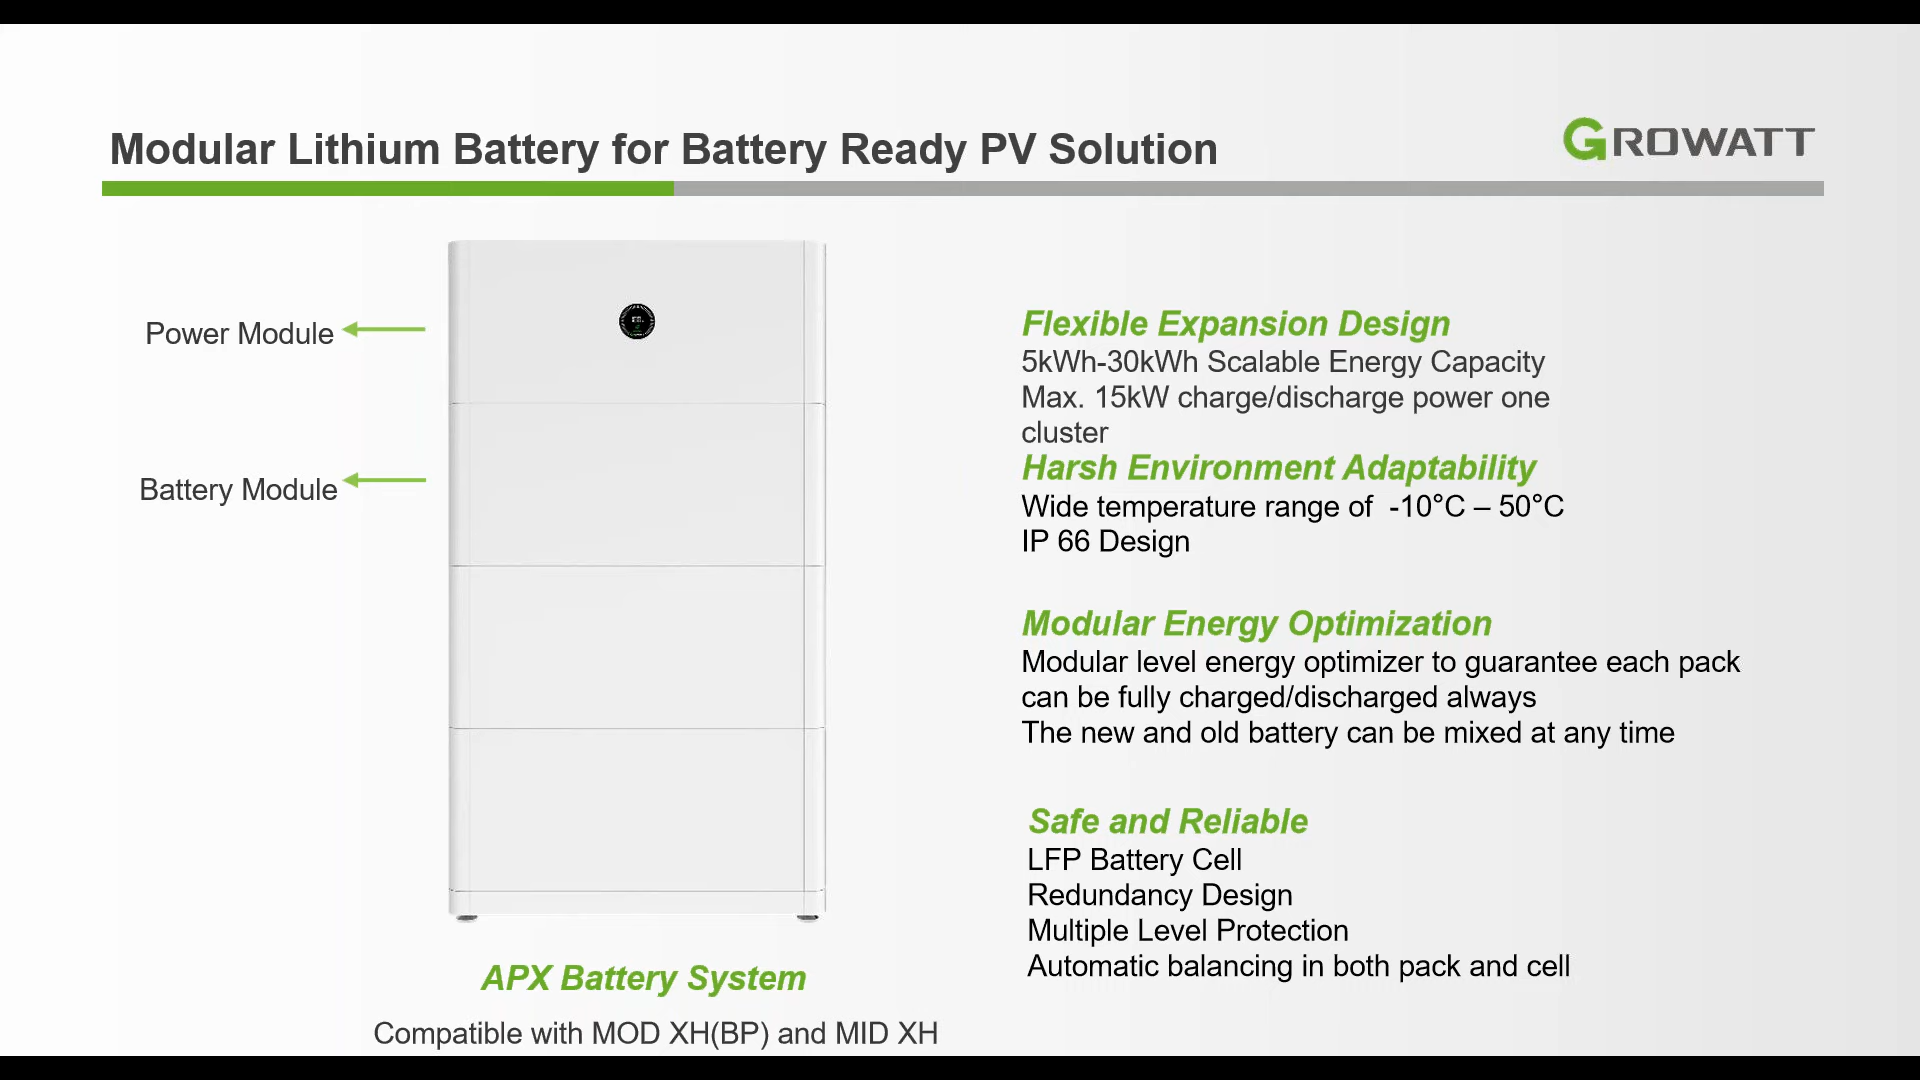 Modular Lithium Battery for Battery Ready PV Solution
GROWATT
Power Module
Battery Module
Flexible Expansion Design
5kWh-30kWh Scalable Energy Capacity
Max. 15kW charge/discharge power one
cluster
Harsh Environment Adaptability
Wide temperature range of -10°C – 50°C
IP 66 Design
Modular Energy Optimization
Modular level energy optimizer to guarantee each pack
can be fully charged/discharged always
The new and old battery can be mixed at any time
Safe and Reliable
LFP Battery Cell
Redundancy Design
Multiple Level Protection
Automatic balancing in both pack and cell
APX Battery System
Compatible with MOD XH(BP) and MID XH